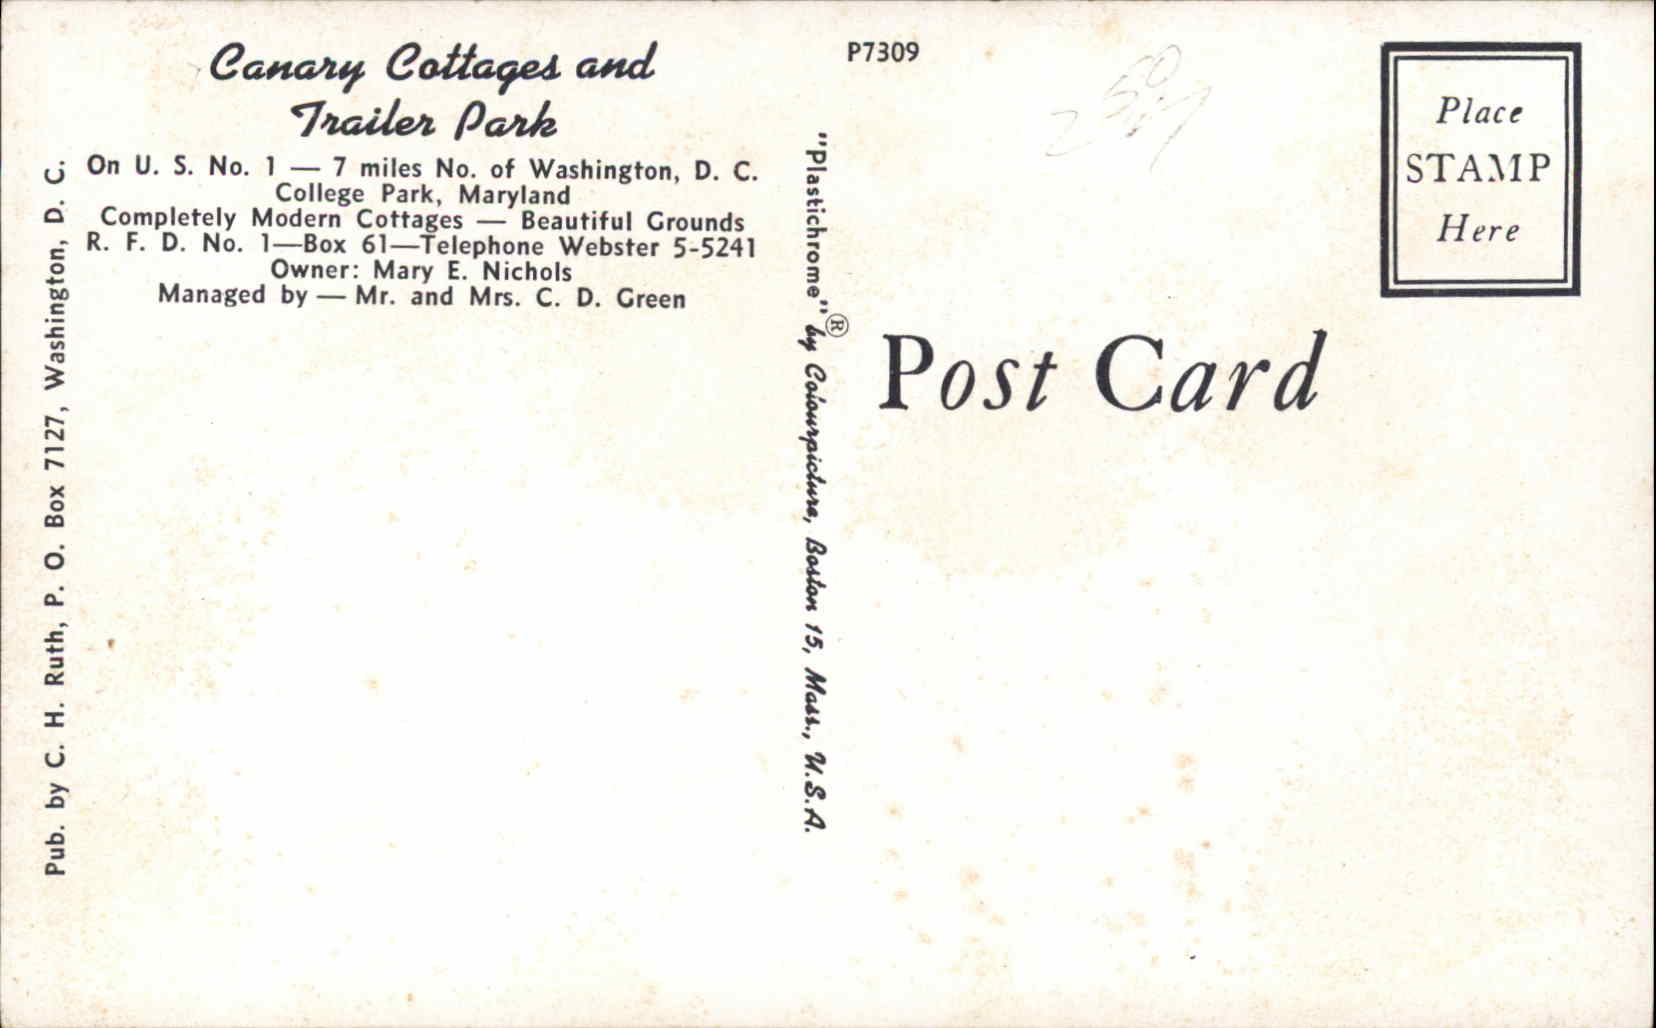 Canary Cottages and
Trailer Park
On U. S. No. 1 — 7 miles No. of Washington, D. C.
College Park, Maryland
Completely Modern Cottages — Beautiful Grounds
R. F. D. No. 1—Box 61—Telephone Webster 5-5241
Owner: Mary E. Nichols
Managed by — Mr. and Mrs. C. D. Green
Pub. by C. H. Ruth, P. O. Box 7127, Washington, D. C.
"Plastichrome"® by Colourpicture, Boston 15, Mass., U.S.A.
P7309
Place
STAMP
Here
Post Card